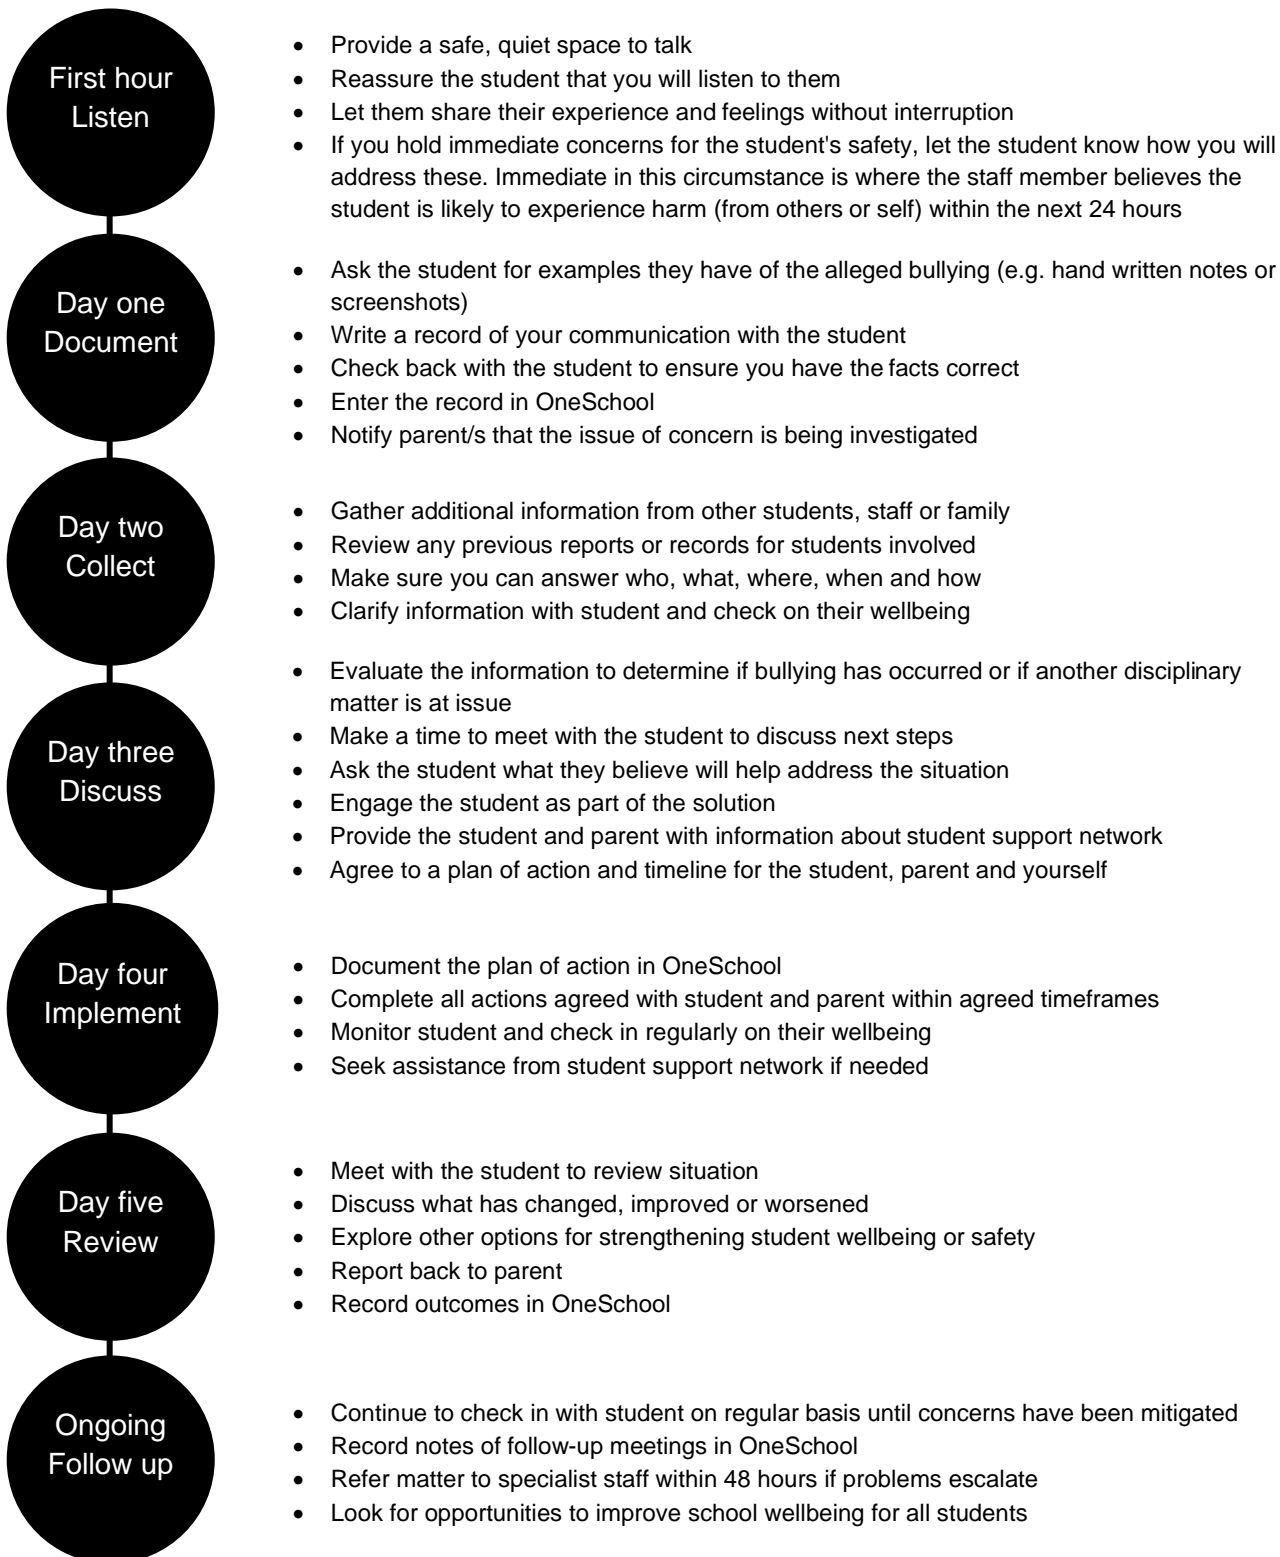 First hour
Listen
• Provide a safe, quiet space to talk
• Reassure the student that you will listen to them
• Let them share their experience and feelings without interruption
• If you hold immediate concerns for the student's safety, let the student know how you will
address these. Immediate in this circumstance is where the staff member believes the
student is likely to experience harm (from others or self) within the next 24 hours
Day one
Document
• Ask the student for examples they have of the alleged bullying (e.g. hand written notes or
screenshots)
• Write a record of your communication with the student
• Check back with the student to ensure you have the facts correct
• Enter the record in OneSchool
• Notify parent/s that the issue of concern is being investigated
Day two
Collect
• Gather additional information from other students, staff or family
• Review any previous reports or records for students involved
• Make sure you can answer who, what, where, when and how
• Clarify information with student and check on their wellbeing
Day three
Discuss
• Evaluate the information to determine if bullying has occurred or if another disciplinary
matter is at issue
• Make a time to meet with the student to discuss next steps
• Ask the student what they believe will help address the situation
• Engage the student as part of the solution
• Provide the student and parent with information about student support network
• Agree to a plan of action and timeline for the student, parent and yourself
Day four
Implement
• Document the plan of action in OneSchool
• Complete all actions agreed with student and parent within agreed timeframes
• Monitor student and check in regularly on their wellbeing
• Seek assistance from student support network if needed
Day five
Review
• Meet with the student to review situation
• Discuss what has changed, improved or worsened
• Explore other options for strengthening student wellbeing or safety
• Report back to parent
• Record outcomes in OneSchool
Ongoing
Follow up
• Continue to check in with student on regular basis until concerns have been mitigated
• Record notes of follow-up meetings in OneSchool
• Refer matter to specialist staff within 48 hours if problems escalate
• Look for opportunities to improve school wellbeing for all students